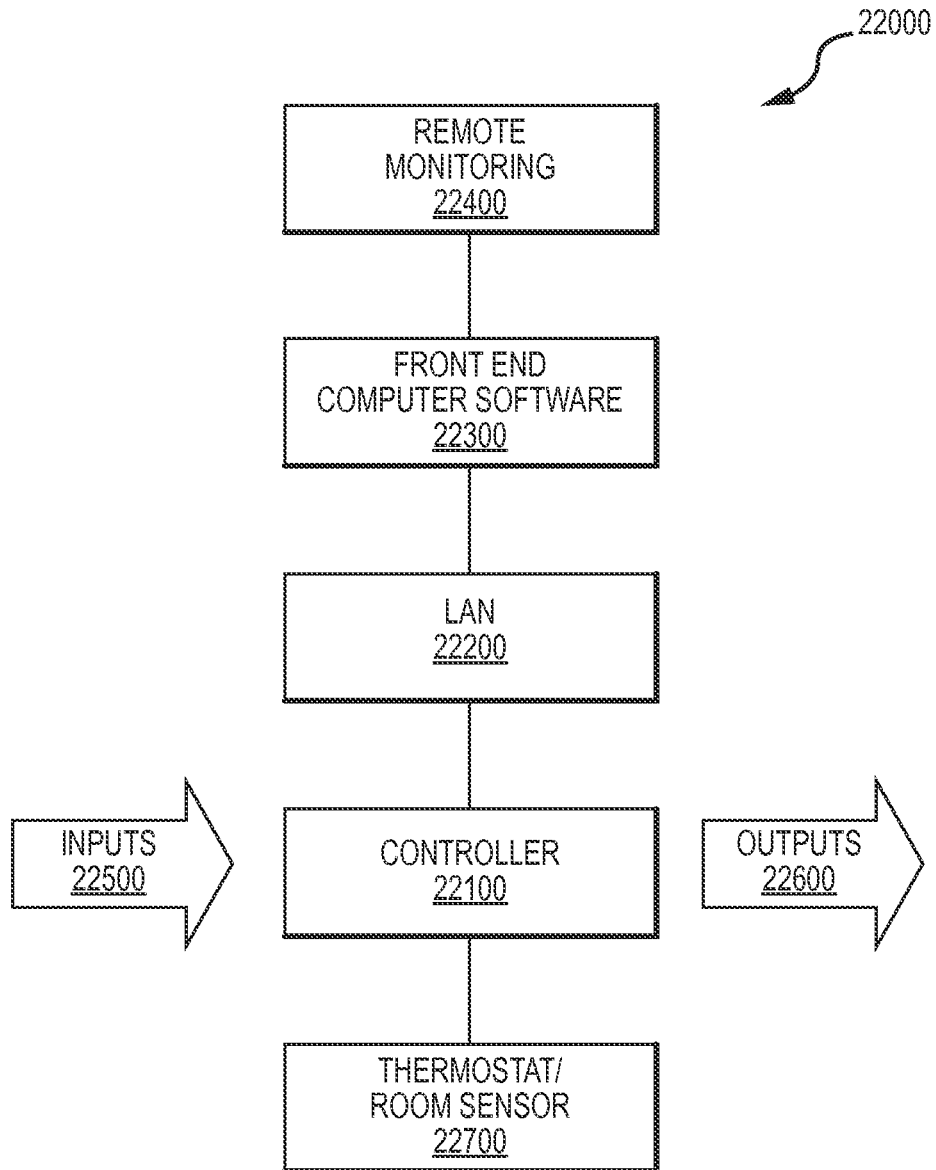 22000
REMOTE
MONITORING
22400
FRONT END
COMPUTER SOFTWARE
22300
LAN
22200
INPUTS
22500
CONTROLLER
22100
OUTPUTS
22600
THERMOSTAT/
ROOM SENSOR
22700